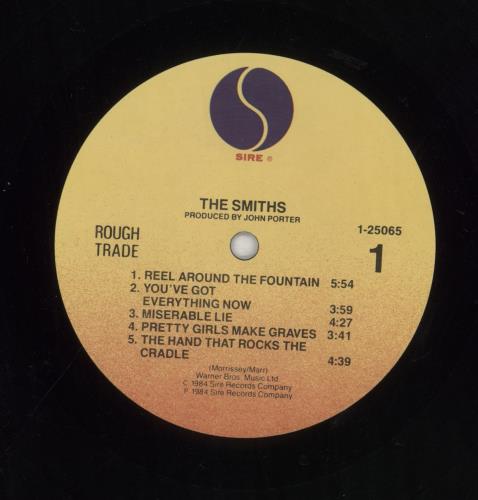 SIRE ®
THE SMITHS
PRODUCED BY JOHN PORTER
ROUGH
TRADE
1-25065
1
1. REEL AROUND THE FOUNTAIN 5:54
2. YOU'VE GOT
EVERYTHING NOW 3:59
3. MISERABLE LIE 4:27
4. PRETTY GIRLS MAKE GRAVES 3:41
5. THE HAND THAT ROCKS THE
CRADLE 4:39
(Morrissey/Marr)
Warner Bros. Music Ltd.
© 1984 Sire Records Company
℗ 1984 Sire Records Company